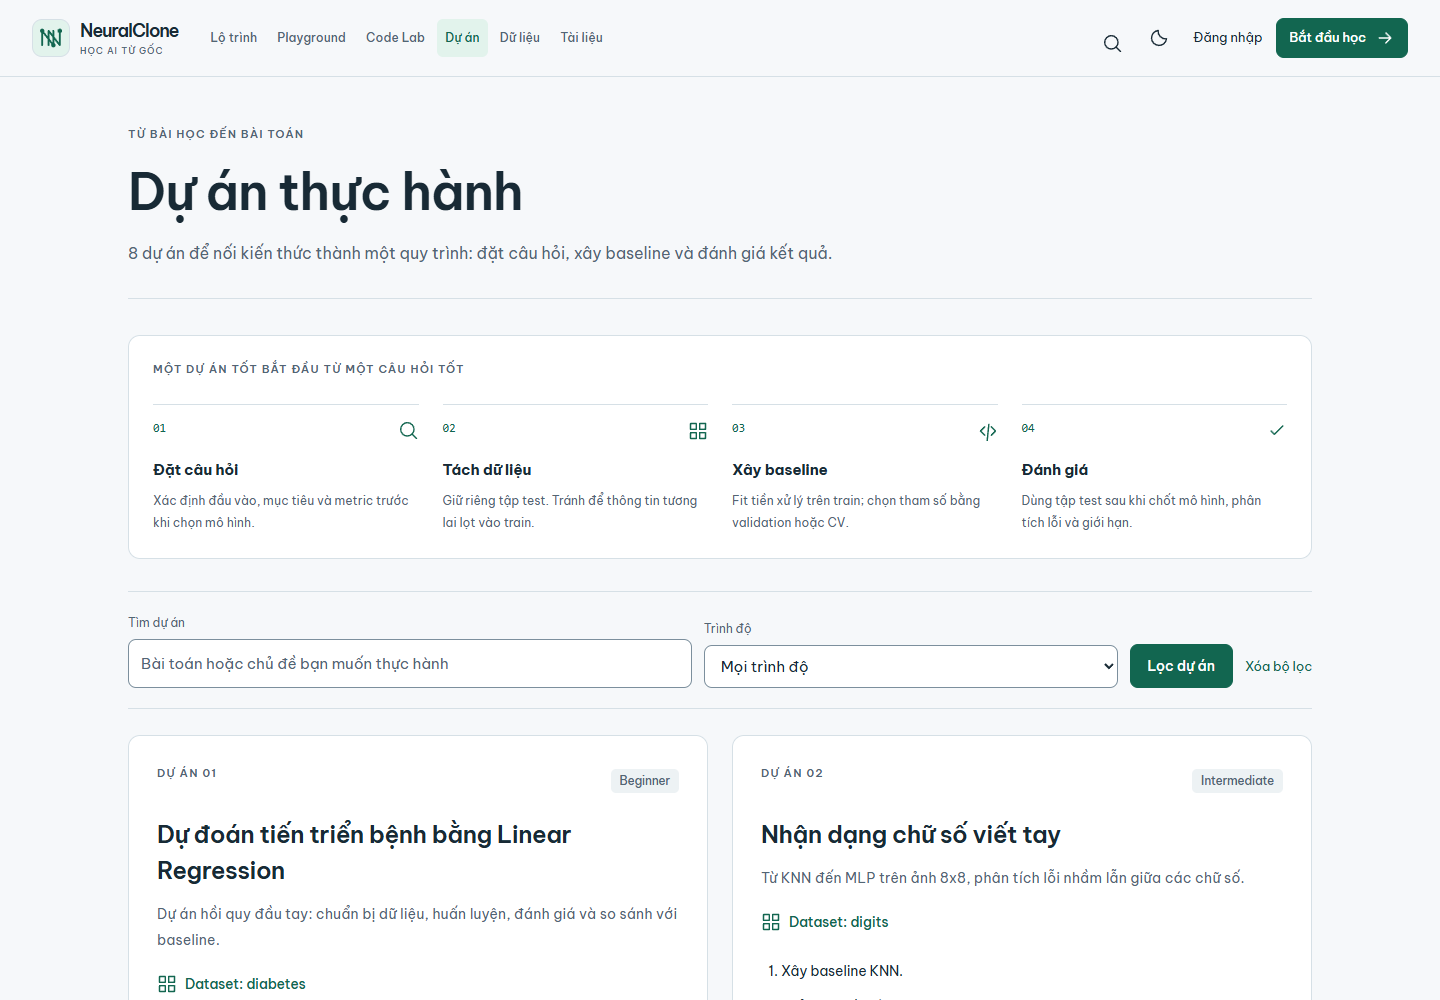 NeuralClone
HỌC AI TỪ GỐC
Lộ trình
Playground
Code Lab
Dự án
Dữ liệu
Tài liệu
Đăng nhập
Bắt đầu học
TỪ BÀI HỌC ĐẾN BÀI TOÁN
Dự án thực hành
8 dự án để nối kiến thức thành một quy trình: đặt câu hỏi, xây baseline và đánh giá kết quả.
MỘT DỰ ÁN TỐT BẮT ĐẦU TỪ MỘT CÂU HỎI TỐT
01
Đặt câu hỏi
Xác định đầu vào, mục tiêu và metric trước
khi chọn mô hình.
02
Tách dữ liệu
Giữ riêng tập test. Tránh để thông tin tương
lai lọt vào train.
03
Xây baseline
Fit tiền xử lý trên train; chọn tham số bằng
validation hoặc CV.
04
Đánh giá
Dùng tập test sau khi chốt mô hình, phân
tích lỗi và giới hạn.
Tìm dự án
Bài toán hoặc chủ đề bạn muốn thực hành
Trình độ
Mọi trình độ
Lọc dự án
Xóa bộ lọc
DỰ ÁN 01
Beginner
Dự đoán tiến triển bệnh bằng Linear
Regression
Dự án hồi quy đầu tay: chuẩn bị dữ liệu, huấn luyện, đánh giá và so sánh với
baseline.
Dataset: diabetes
DỰ ÁN 02
Intermediate
Nhận dạng chữ số viết tay
Từ KNN đến MLP trên ảnh 8x8, phân tích lỗi nhầm lẫn giữa các chữ số.
Dataset: digits
1. Xây baseline KNN.